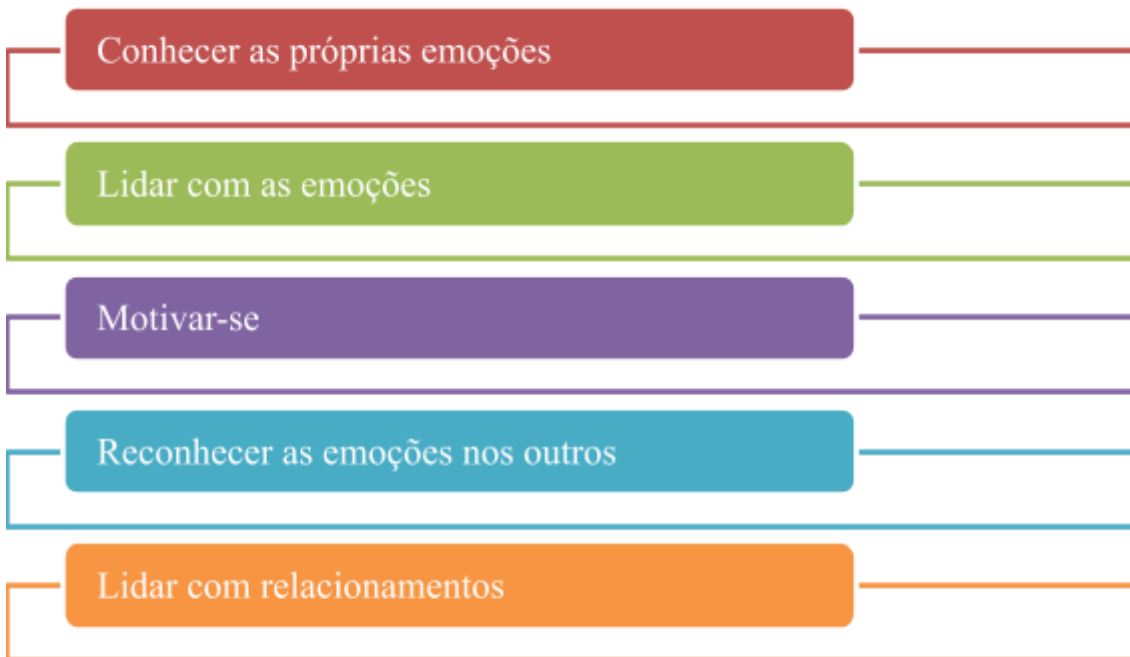 Conhecer as próprias emoções
Lidar com as emoções
Motivar-se
Reconhecer as emoções nos outros
Lidar com relacionamentos